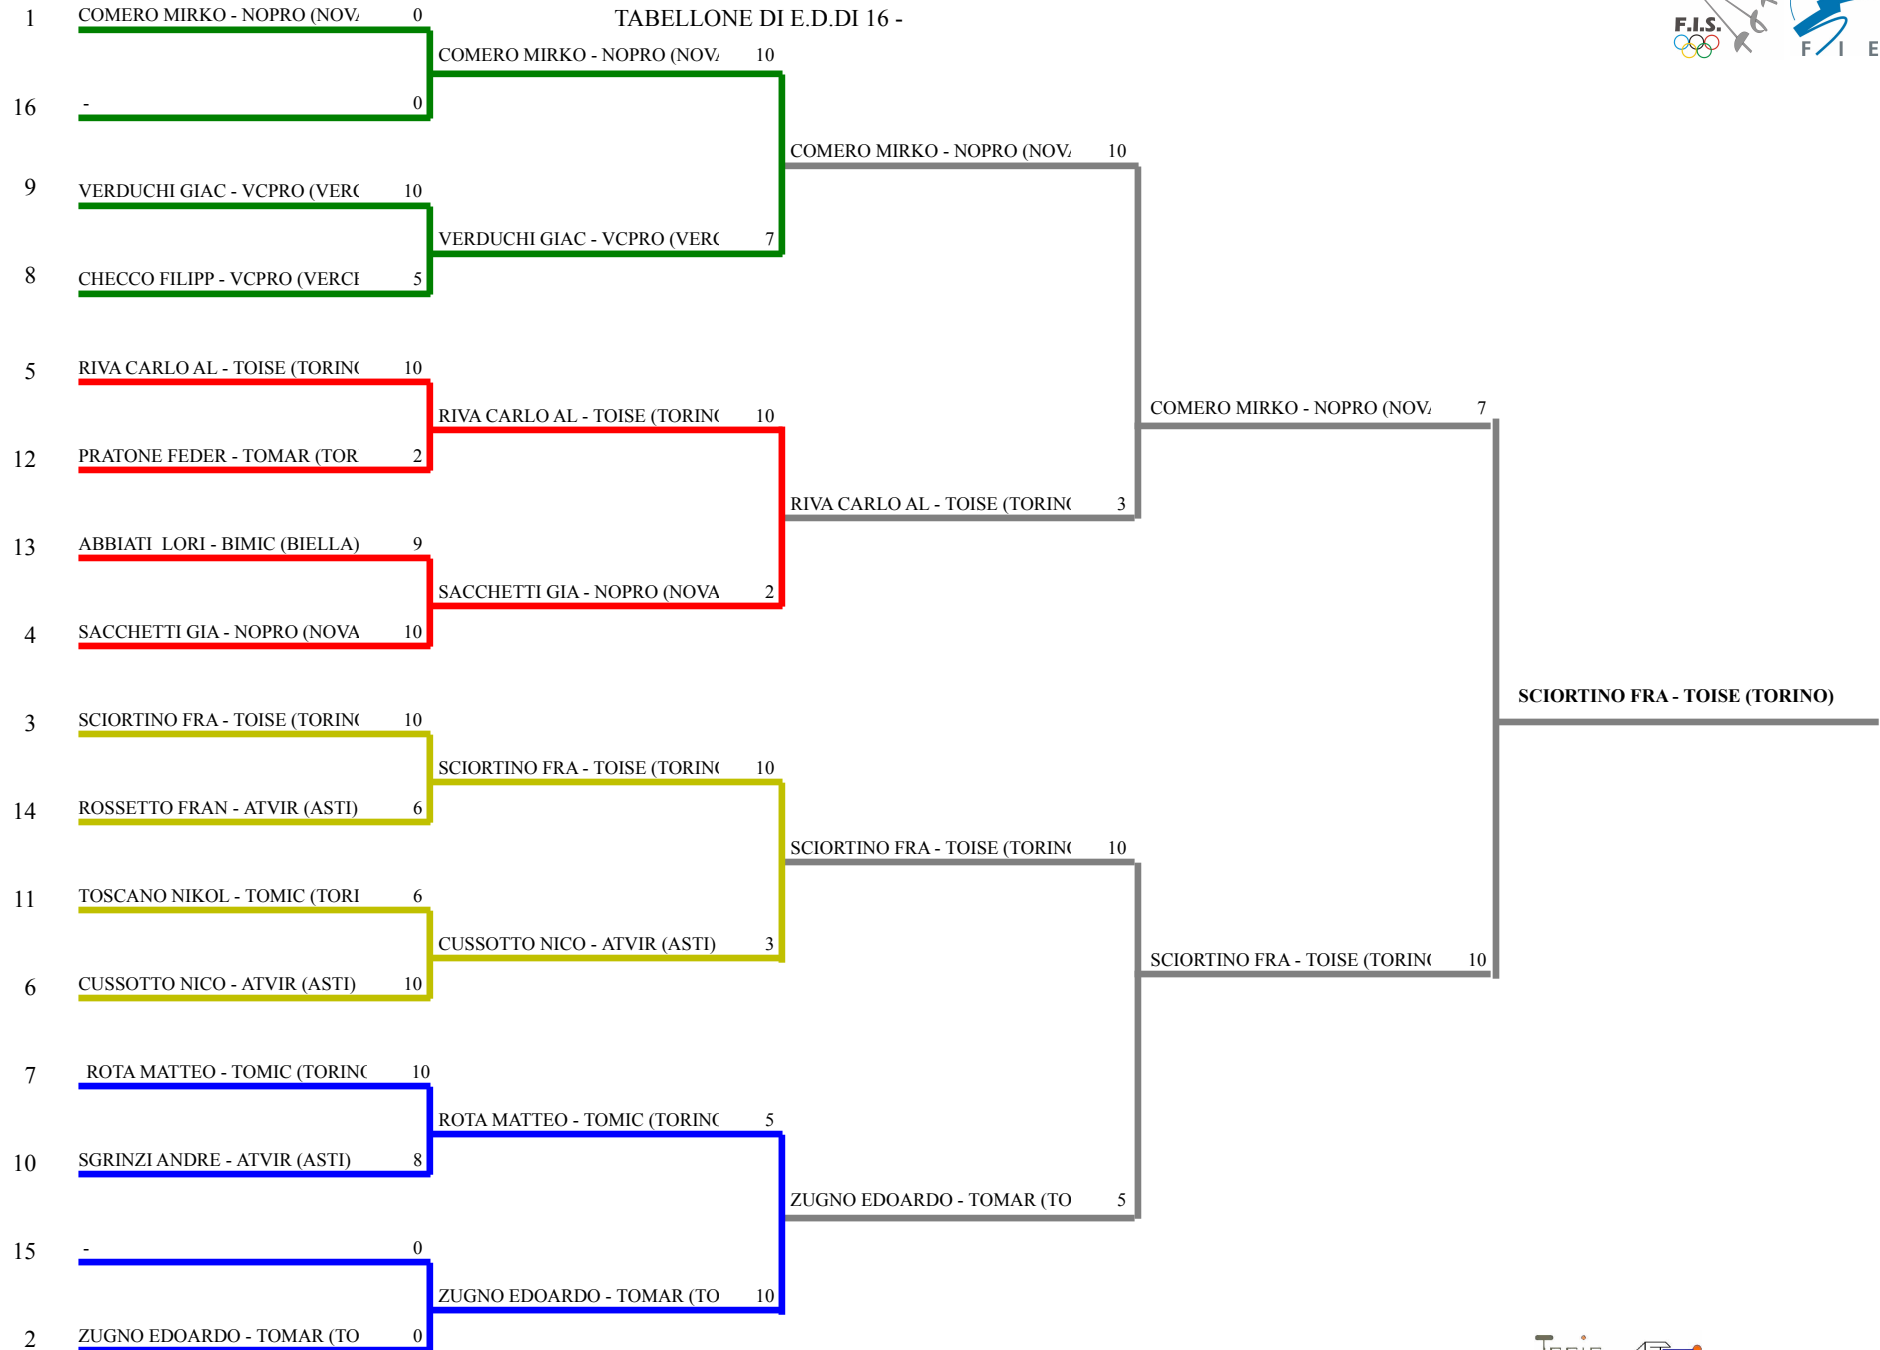 TABELLONE DI E.D.DI 16 -
F.I.S.
F I E
1 COMERO MIRKO - NOPRO (NOVA 0
COMERO MIRKO - NOPRO (NOVA 10
16 - 0
COMERO MIRKO - NOPRO (NOVA 10
9 VERDUCHI GIAC - VCPRO (VERC 10
VERDUCHI GIAC - VCPRO (VERC 7
8 CHECCO FILIPP - VCPRO (VERCE 5
5 RIVA CARLO AL - TOISE (TORINO 10
RIVA CARLO AL - TOISE (TORINO 10
COMERO MIRKO - NOPRO (NOVA 7
12 PRATONE FEDER - TOMAR (TOR 2
RIVA CARLO AL - TOISE (TORINO 3
13 ABBIATI  LORI - BIMIC (BIELLA) 9
SACCHETTI GIA - NOPRO (NOVA 2
4 SACCHETTI GIA - NOPRO (NOVA 10
SCIORTINO FRA - TOISE (TORINO)
3 SCIORTINO FRA - TOISE (TORINO 10
SCIORTINO FRA - TOISE (TORINO 10
14 ROSSETTO FRAN - ATVIR (ASTI) 6
SCIORTINO FRA - TOISE (TORINO 10
11 TOSCANO NIKOL - TOMIC (TORI 6
CUSSOTTO NICO - ATVIR (ASTI) 3
SCIORTINO FRA - TOISE (TORINO 10
6 CUSSOTTO NICO - ATVIR (ASTI) 10
7 ROTA MATTEO - TOMIC (TORINO 10
ROTA MATTEO - TOMIC (TORINO 5
10 SGRINZI ANDRE - ATVIR (ASTI) 8
ZUGNO EDOARDO - TOMAR (TO 5
15 - 0
ZUGNO EDOARDO - TOMAR (TO 10
2 ZUGNO EDOARDO - TOMAR (TO 0